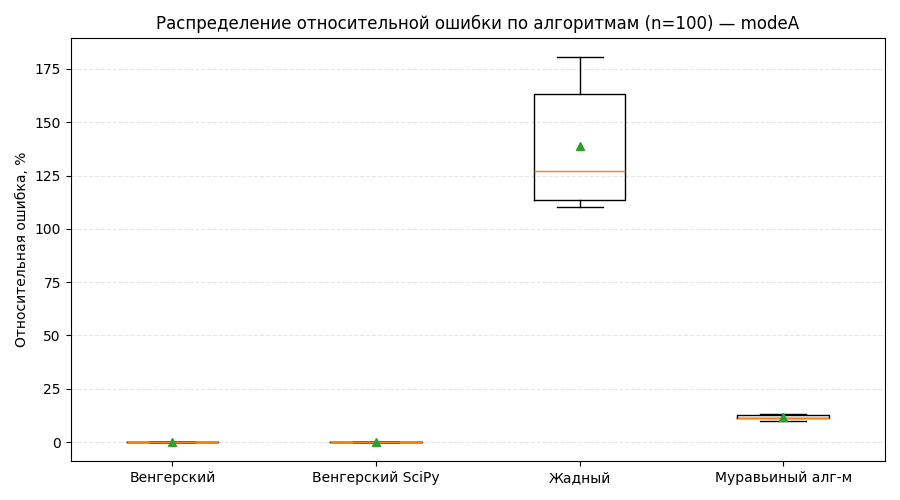 Распределение относительной ошибки по алгоритмам (n=100) — modeA
Относительная ошибка, %
175
150
125
100
75
50
25
0
Венгерский
Венгерский SciPy
Жадный
Муравьиный алг-м